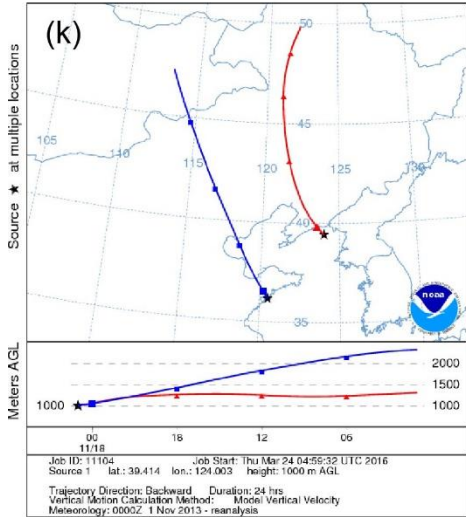 (k)
Source ★ at multiple locations
50
105
110
115
120
45
125
130
40
35
noaa
Meters AGL
2000
1500
1000
1000
00
18
12
06
11/18
Job ID: 11104 Job Start: Thu Mar 24 04:59:32 UTC 2016
Source 1 lat.: 39.414 lon.: 124.003 height: 1000 m AGL
Trajectory Direction: Backward Duration: 24 hrs
Vertical Motion Calculation Method: Model Vertical Velocity
Meteorology: 0000Z 1 Nov 2013 - reanalysis